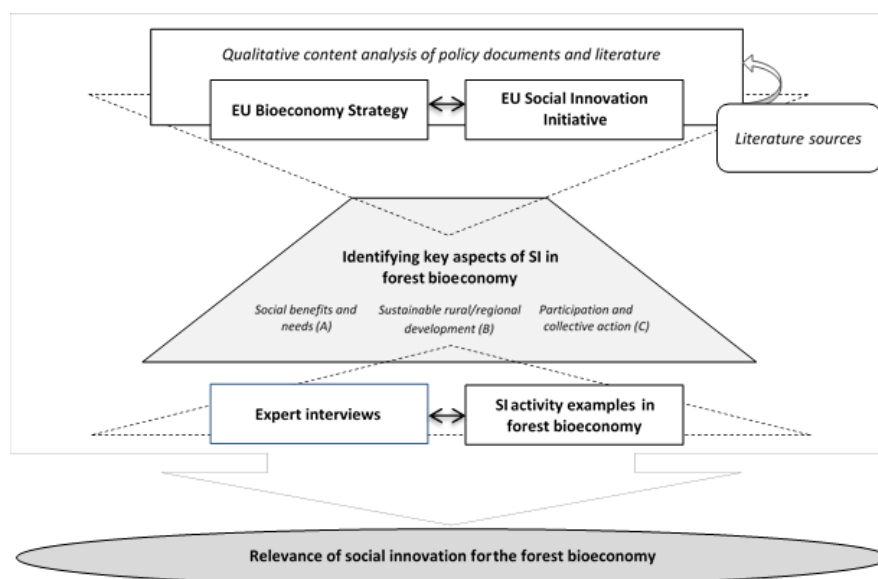 Qualitative content analysis of policy documents and literature
EU Bioeconomy Strategy
EU Social Innovation
Initiative
Literature sources
Identifying key aspects of SI in
forest bioeconomy
Social benefits and
needs (A)
Sustainable rural/regional
development (B)
Participation and
collective action (C)
Expert interviews
SI activity examples in
forest bioeconomy
Relevance of social innovation for the forest bioeconomy